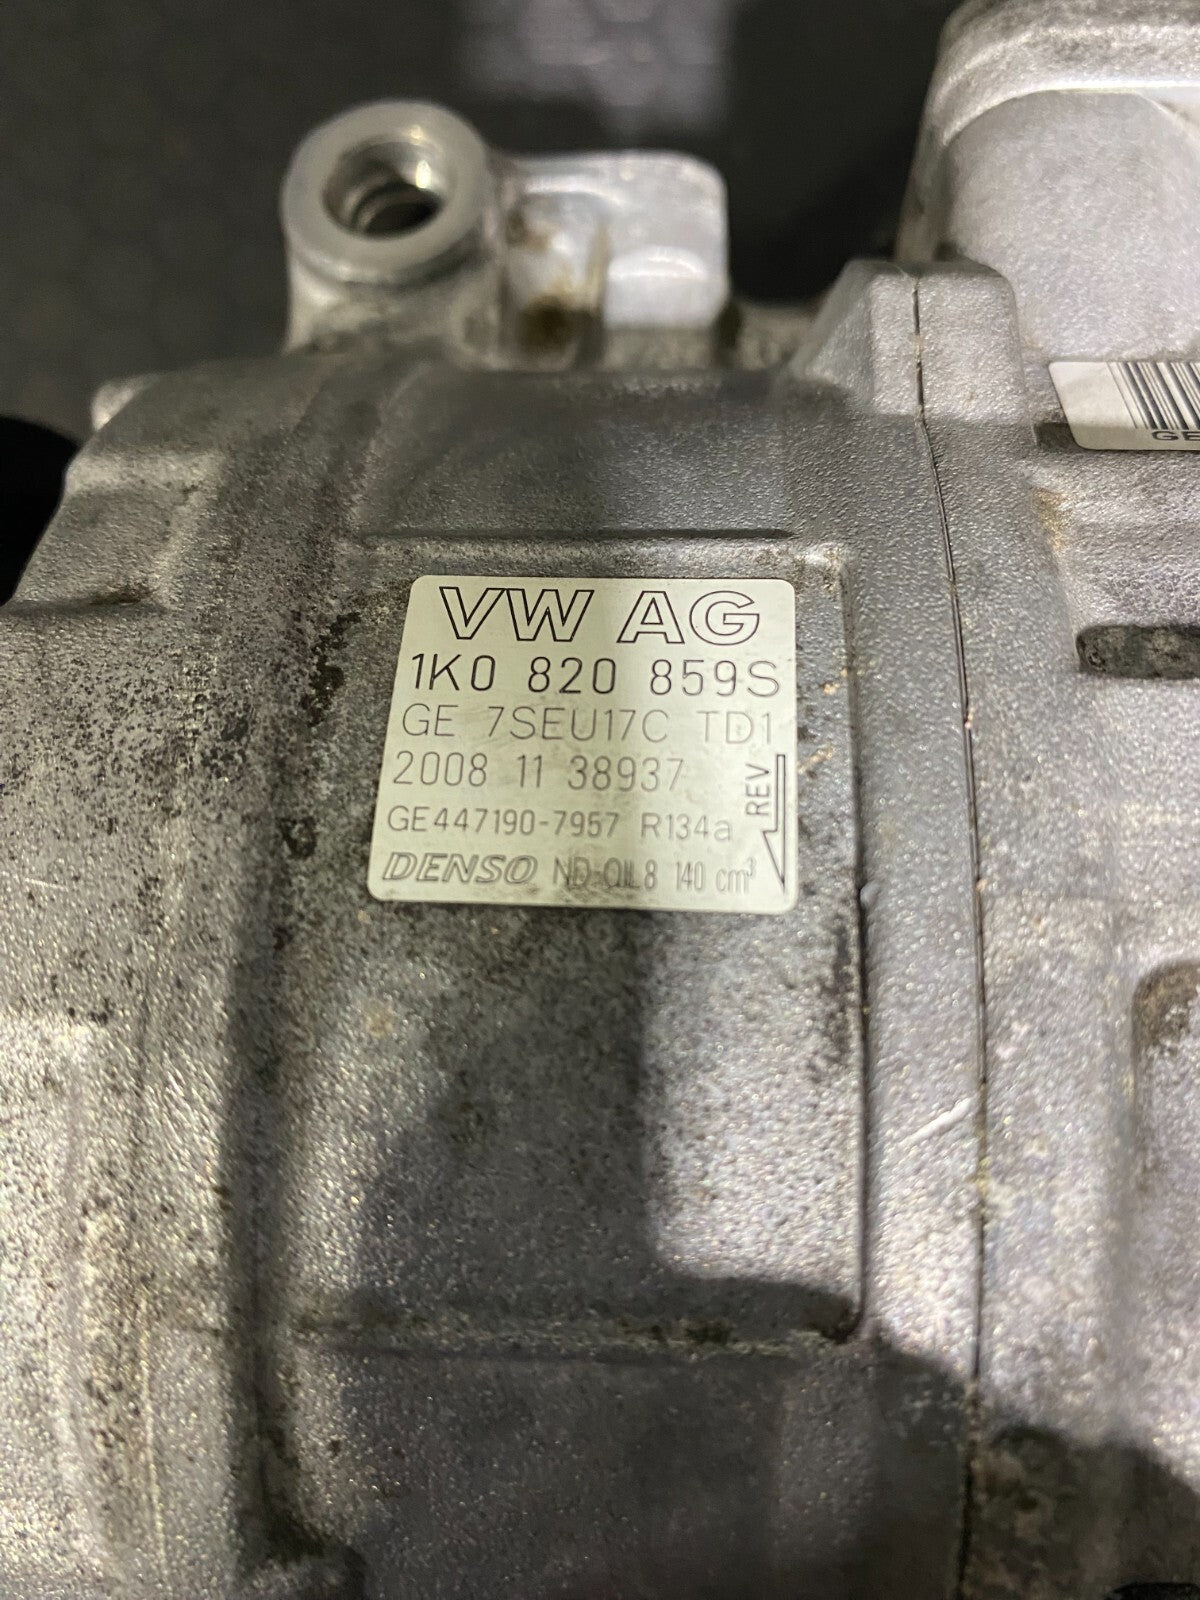 GE
VW AG
1K0 820 859S
GE 7SEU17C TD1
2008 11 38937
REV
GE447190-7957 R134a
DENSO ND-OIL8 140 cm³